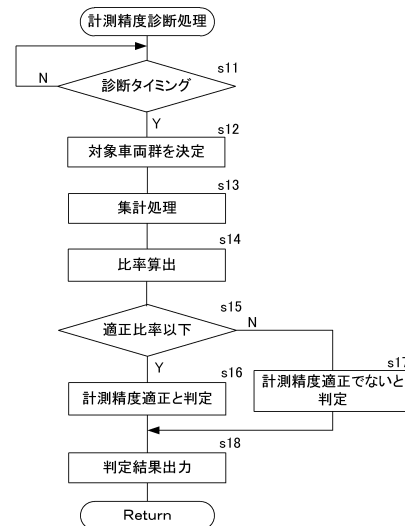 計測精度診断処理
s11
N
診断タイミング
Y
s12
対象車両群を決定
s13
集計処理
s14
比率算出
s15
適正比率以下
N
Y
s16
計測精度適正と判定
s17
計測精度適正でないと
判定
s18
判定結果出力
Return